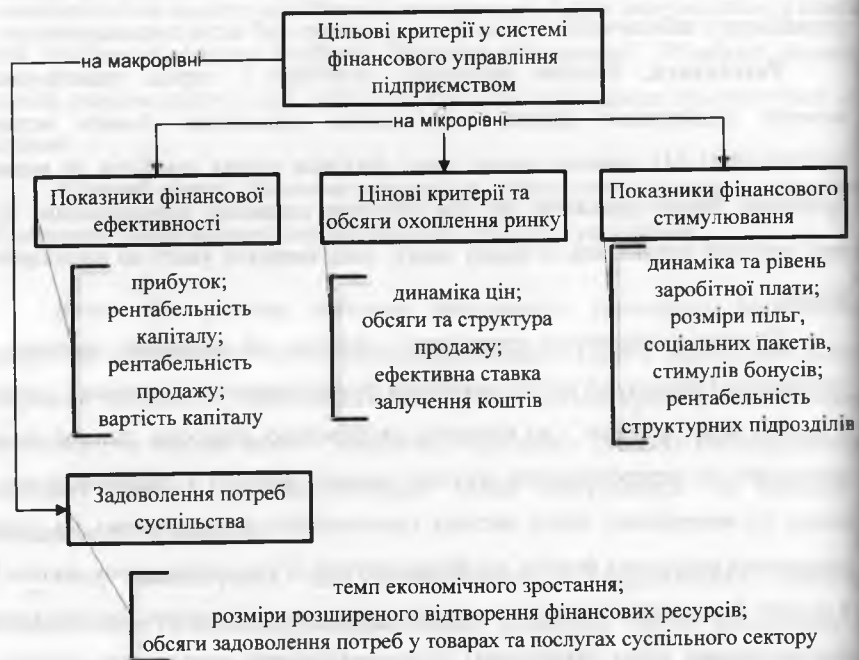 Цільові критерії у системі
фінансового управління
підприємством
на макрорівні
на мікрорівні
Показники фінансової
ефективності
Цінові критерії та
обсяги охоплення ринку
Показники фінансового
стимулювання
прибуток;
рентабельність
капіталу;
рентабельність
продажу;
вартість капіталу
динаміка цін;
обсяги та структура
продажу;
ефективна ставка
залучення коштів
динаміка та рівень
заробітної плати;
розміри пільг,
соціальних пакетів,
стимулів бонусів;
рентабельність
структурних підрозділів
Задоволення потреб
суспільства
темп економічного зростання;
розміри розширеного відтворення фінансових ресурсів;
обсяги задоволення потреб у товарах та послугах суспільного сектору